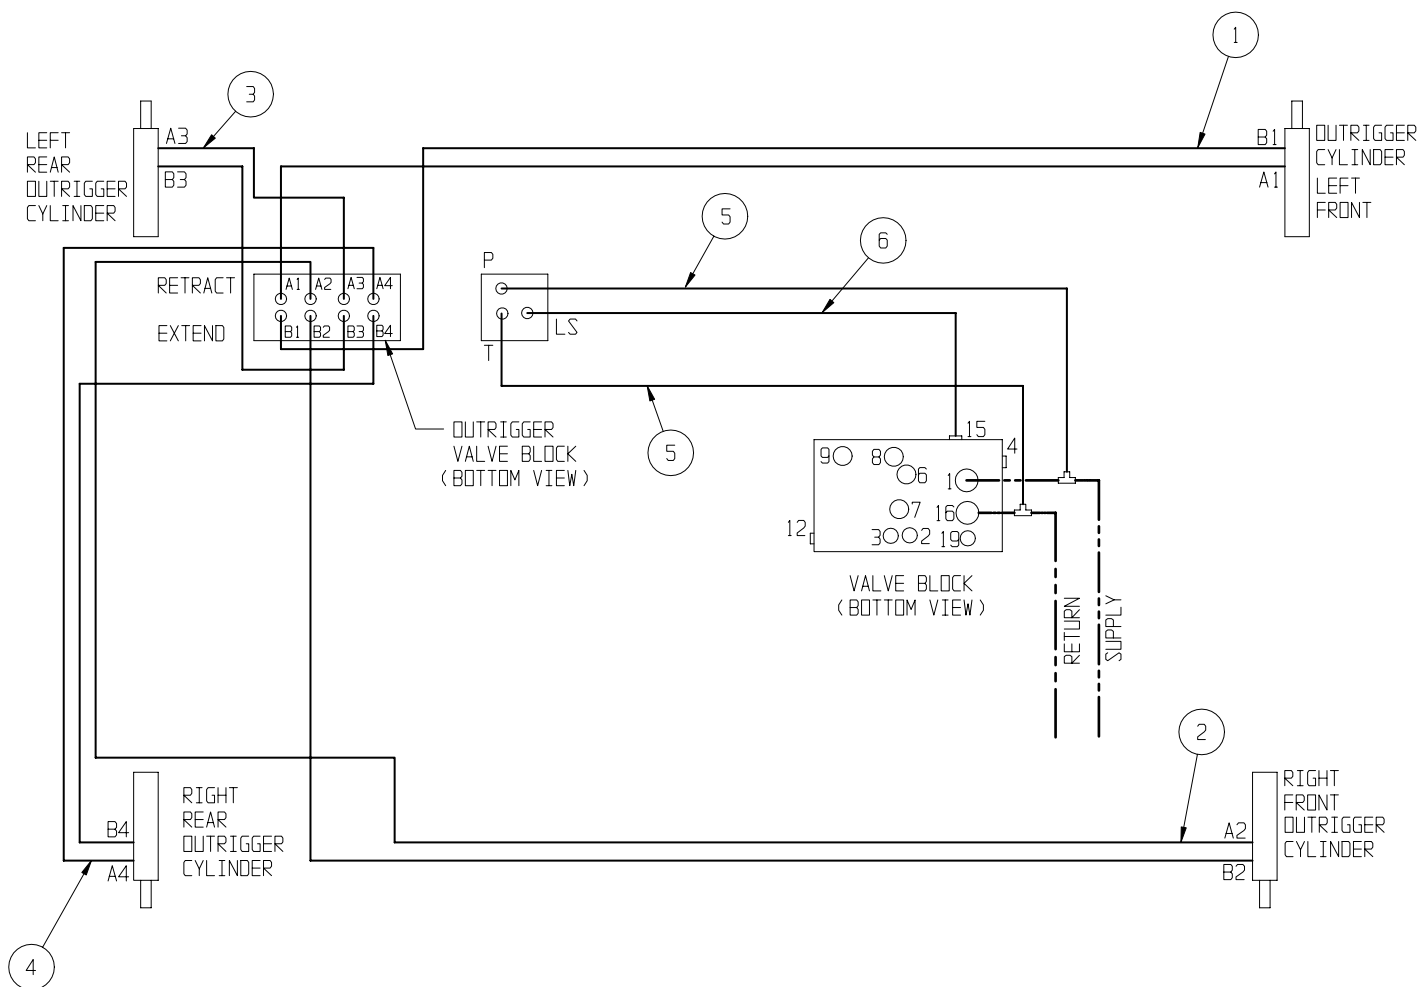 1
3
LEFT
REAR
OUTRIGGER
CYLINDER
A3
B3
B1
A1
OUTRIGGER
CYLINDER
LEFT
FRONT
5
6
RETRACT
EXTEND
A1 A2 A3 A4
B1 B2 B3 B4
P
T
LS
OUTRIGGER
VALVE BLOCK
(BOTTOM VIEW)
5
15
4
9
8
6
1
7
16
12
3
2
19
VALVE BLOCK
(BOTTOM VIEW)
RETURN
SUPPLY
2
RIGHT
REAR
OUTRIGGER
CYLINDER
B4
A4
A2
B2
RIGHT
FRONT
OUTRIGGER
CYLINDER
4